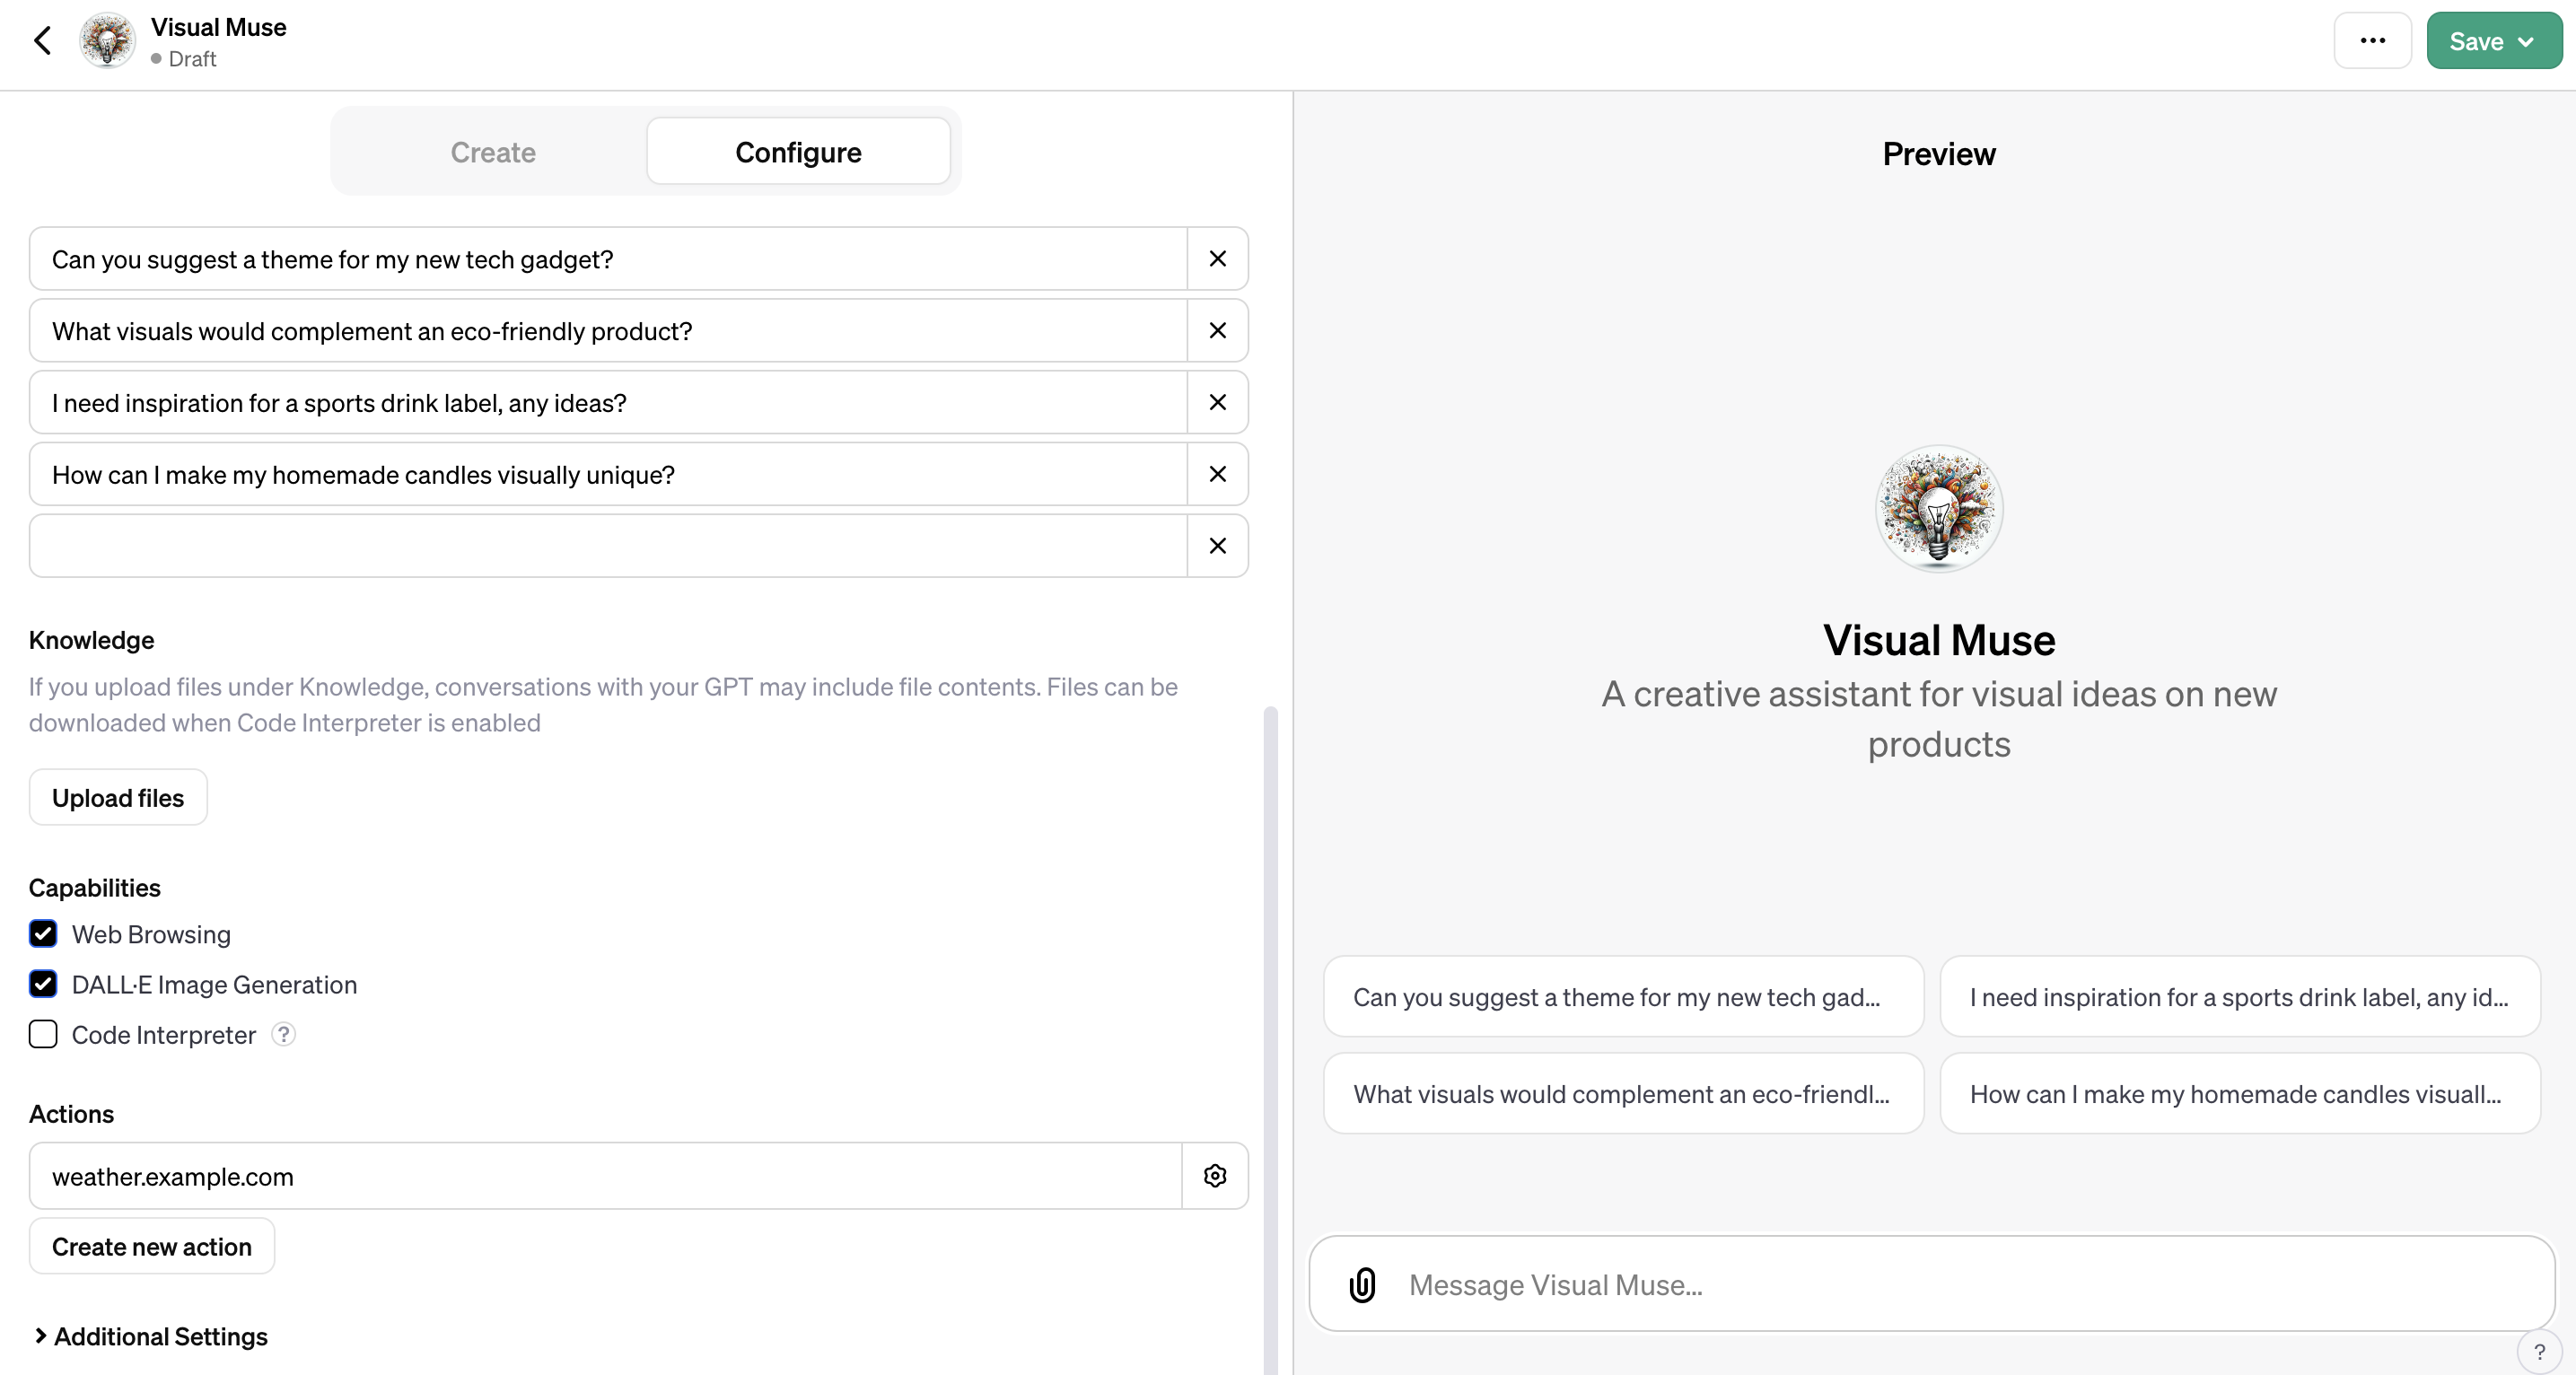 Visual Muse
Draft
Save
Create
Configure
Can you suggest a theme for my new tech gadget?
What visuals would complement an eco-friendly product?
I need inspiration for a sports drink label, any ideas?
How can I make my homemade candles visually unique?
Knowledge
If you upload files under Knowledge, conversations with your GPT may include file contents. Files can be
downloaded when Code Interpreter is enabled
Upload files
Capabilities
Web Browsing
DALL·E Image Generation
Code Interpreter ?
Actions
weather.example.com
Create new action
Additional Settings
Preview
Visual Muse
A creative assistant for visual ideas on new
products
Can you suggest a theme for my new tech gad...
I need inspiration for a sports drink label, any id...
What visuals would complement an eco-friendl...
How can I make my homemade candles visuall...
Message Visual Muse...
?